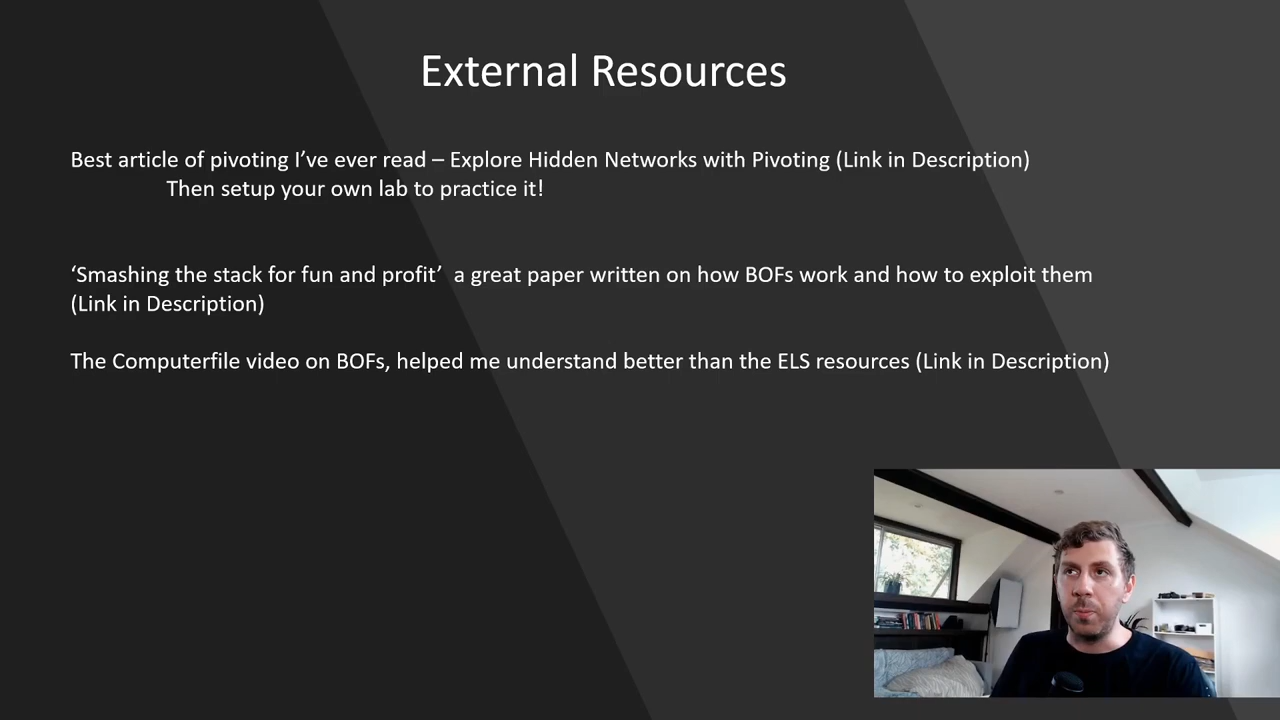 External Resources
Best article of pivoting I’ve ever read – Explore Hidden Networks with Pivoting (Link in Description)
Then setup your own lab to practice it!
‘Smashing the stack for fun and profit’  a great paper written on how BOFs work and how to exploit them
(Link in Description)
The Computerfile video on BOFs, helped me understand better than the ELS resources (Link in Description)